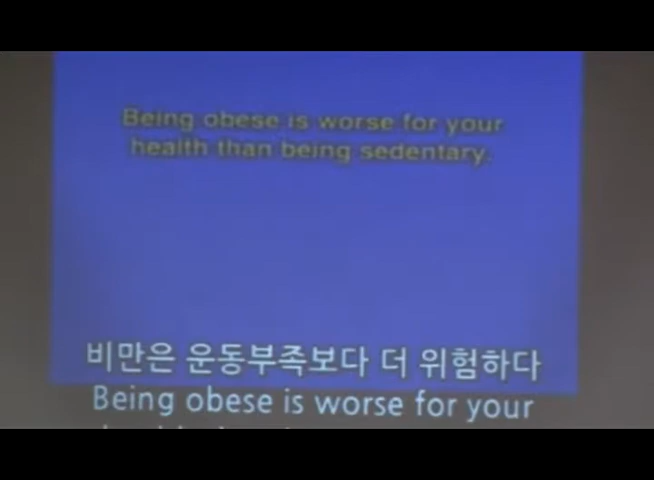 Being obese is worse for your
health than being sedentary.
비만은 운동부족보다 더 위험하다
Being obese is worse for your